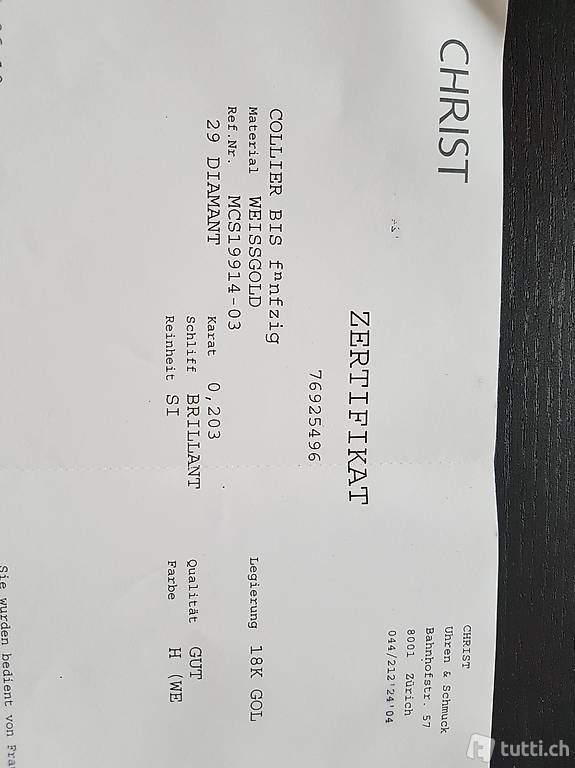 CHRIST
CHRIST
Uhren & Schmuck
Bahnhofstr. 57
8001 Zürich
044/212'24'04
ZERTIFIKAT
76925496
COLLIER BIS fⁿnfzig
Material WEISSGOLD Legierung 18K GOL
Ref.Nr. MCS19914-03
29 DIAMANT Karat 0,203
Schliff BRILLANT Qualität GUT
Reinheit SI Farbe H (WE
Sie wurden bedient von Frau
tutti.ch